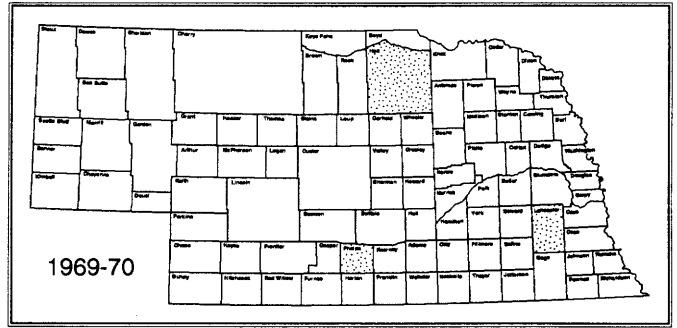 Sioux Dawes Sheridan Cherry Keya Paha Boyd
Brown Rock Holt Knox Cedar Dixon Dakota
Box Butte Antelope Pierce Wayne Thurston
Scotts Bluff Morrill Garden Grant Hooker Thomas Blaine Loup Garfield Wheeler Madison Stanton Cuming Burt
Boone
Banner Arthur McPherson Logan Custer Valley Greeley Platte Colfax Dodge Washington
Kimball Cheyenne Nance
Deuel Keith Lincoln Sherman Howard Merrick Polk Butler Saunders Douglas
Sarpy
Perkins Dawson Buffalo Hall Hamilton York Seward Lancaster Cass
Otoe
Chase Hayes Frontier Gosper Phelps Kearney Adams Clay Fillmore Saline
Gage Johnson Nemaha
Dundy Hitchcock Red Willow Furnas Harlan Franklin Webster Nuckolls Thayer Jefferson Pawnee Richardson
1969-70